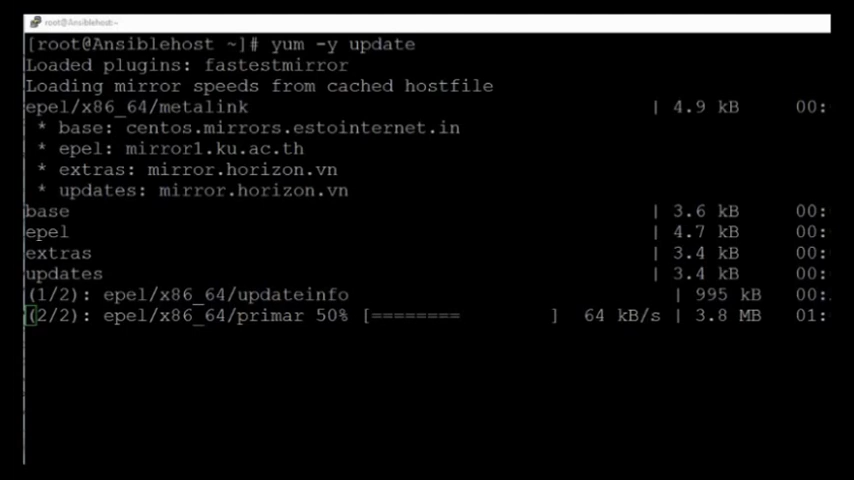 root@Ansiblehost:~
[root@Ansiblehost ~]# yum -y update
Loaded plugins: fastestmirror
Loading mirror speeds from cached hostfile
epel/x86_64/metalink | 4.9 kB 00:
* base: centos.mirrors.estointernet.in
* epel: mirror1.ku.ac.th
* extras: mirror.horizon.vn
* updates: mirror.horizon.vn
base | 3.6 kB 00:
epel | 4.7 kB 00:
extras | 3.4 kB 00:
updates | 3.4 kB 00:
(1/2): epel/x86_64/updateinfo | 995 kB 00:
(2/2): epel/x86_64/primar 50% [======== ] 64 kB/s | 3.8 MB 01: